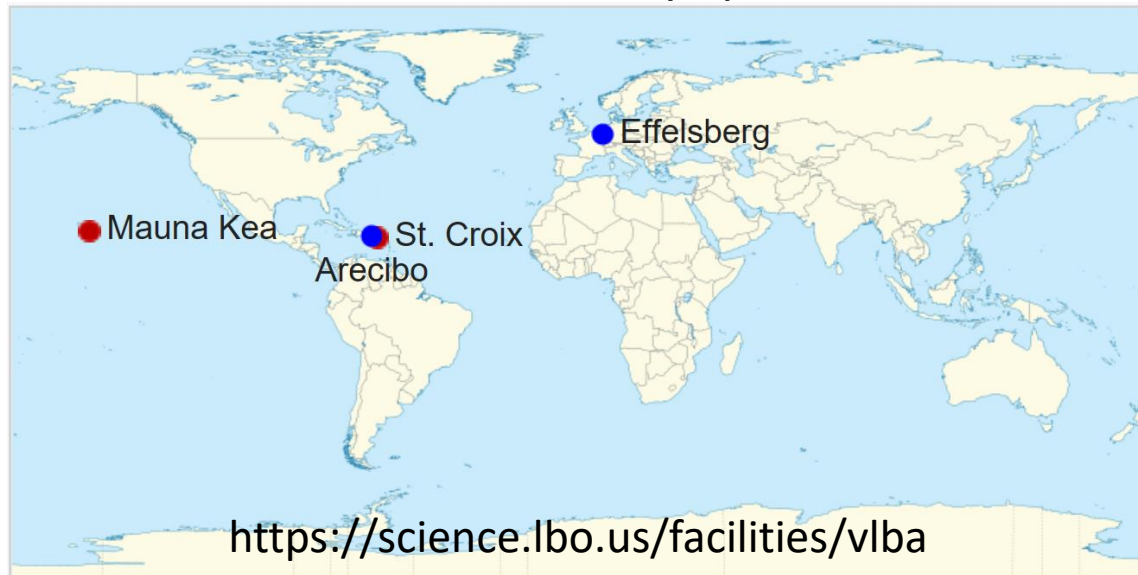 Effelsberg
Mauna Kea
St. Croix
Arecibo
https://science.lbo.us/facilities/vlba